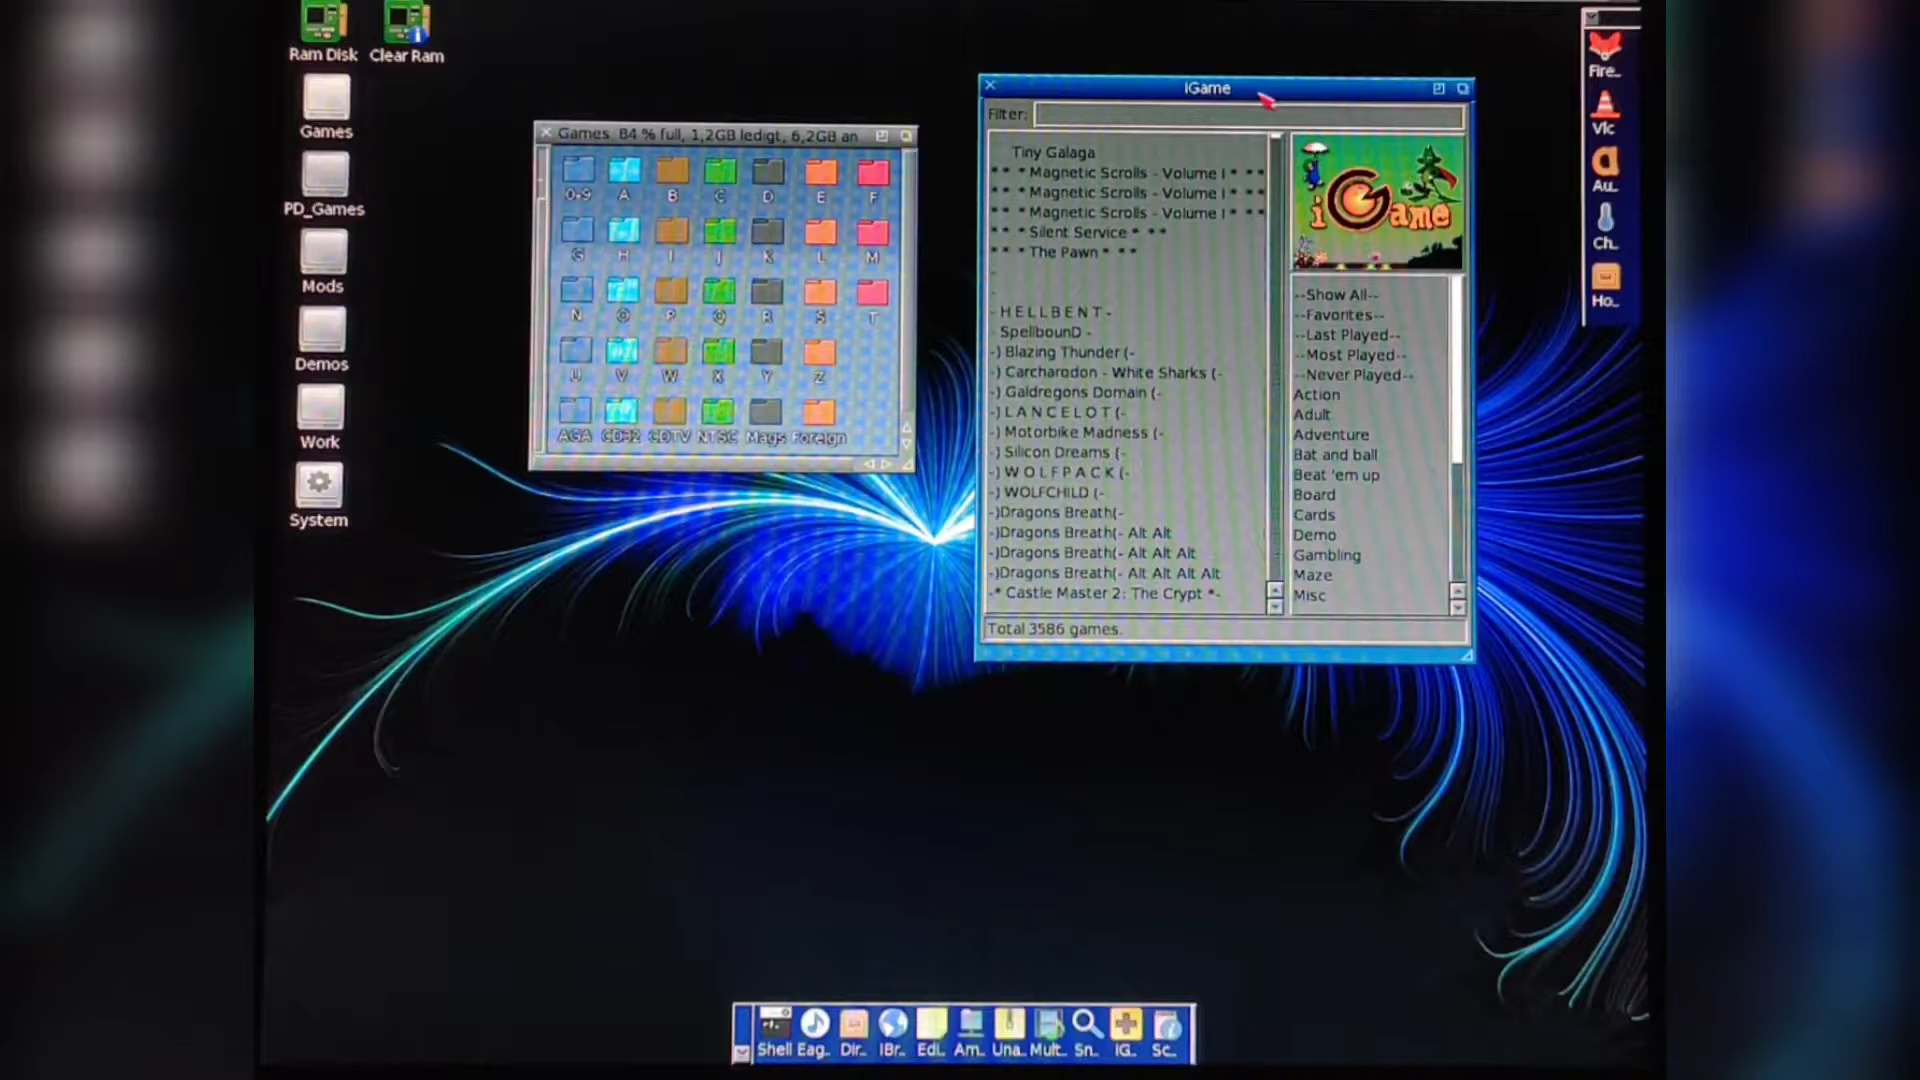 Ram Disk
Clear Ram
Games
PD_Games
Mods
Demos
Work
System
Games 84 % full, 1,2GB ledigt, 6,2GB an
0-9 A B C D E F
G H I J K L M
N O P Q R S T
U V W X Y Z
AGA CD32 CDTV NTSC Mags Foreign
iGame
Filter:
Tiny Galaga
* * * Magnetic Scrolls - Volume I * **
* * * Magnetic Scrolls - Volume I * **
* * * Magnetic Scrolls - Volume I * **
* * * Silent Service * * *
* * * The Pawn * * *
-
-
- H E L L B E N T -
- SpellbounD -
-) Blazing Thunder (-
-) Carcharodon - White Sharks (-
-) Galdregons Domain (-
-) L A N C E L O T (-
-) Motorbike Madness (-
-) Silicon Dreams (-
-) W O L F P A C K (-
-) WOLFCHILD (-
-)Dragons Breath(-
-)Dragons Breath(- Alt Alt
-)Dragons Breath(- Alt Alt Alt
-)Dragons Breath(- Alt Alt Alt Alt
-* Castle Master 2: The Crypt *-
Total 3586 games.
iGame
--Show All--
--Favorites--
--Last Played--
--Most Played--
--Never Played--
Action
Adult
Adventure
Bat and ball
Beat 'em up
Board
Cards
Demo
Gambling
Maze
Misc
Fire..
Vlc
Au..
Ch..
Ho..
Shell Eag.. Dir.. IBr.. Edi.. Am.. Una.. Mult.. Sn.. IG.. Sc..